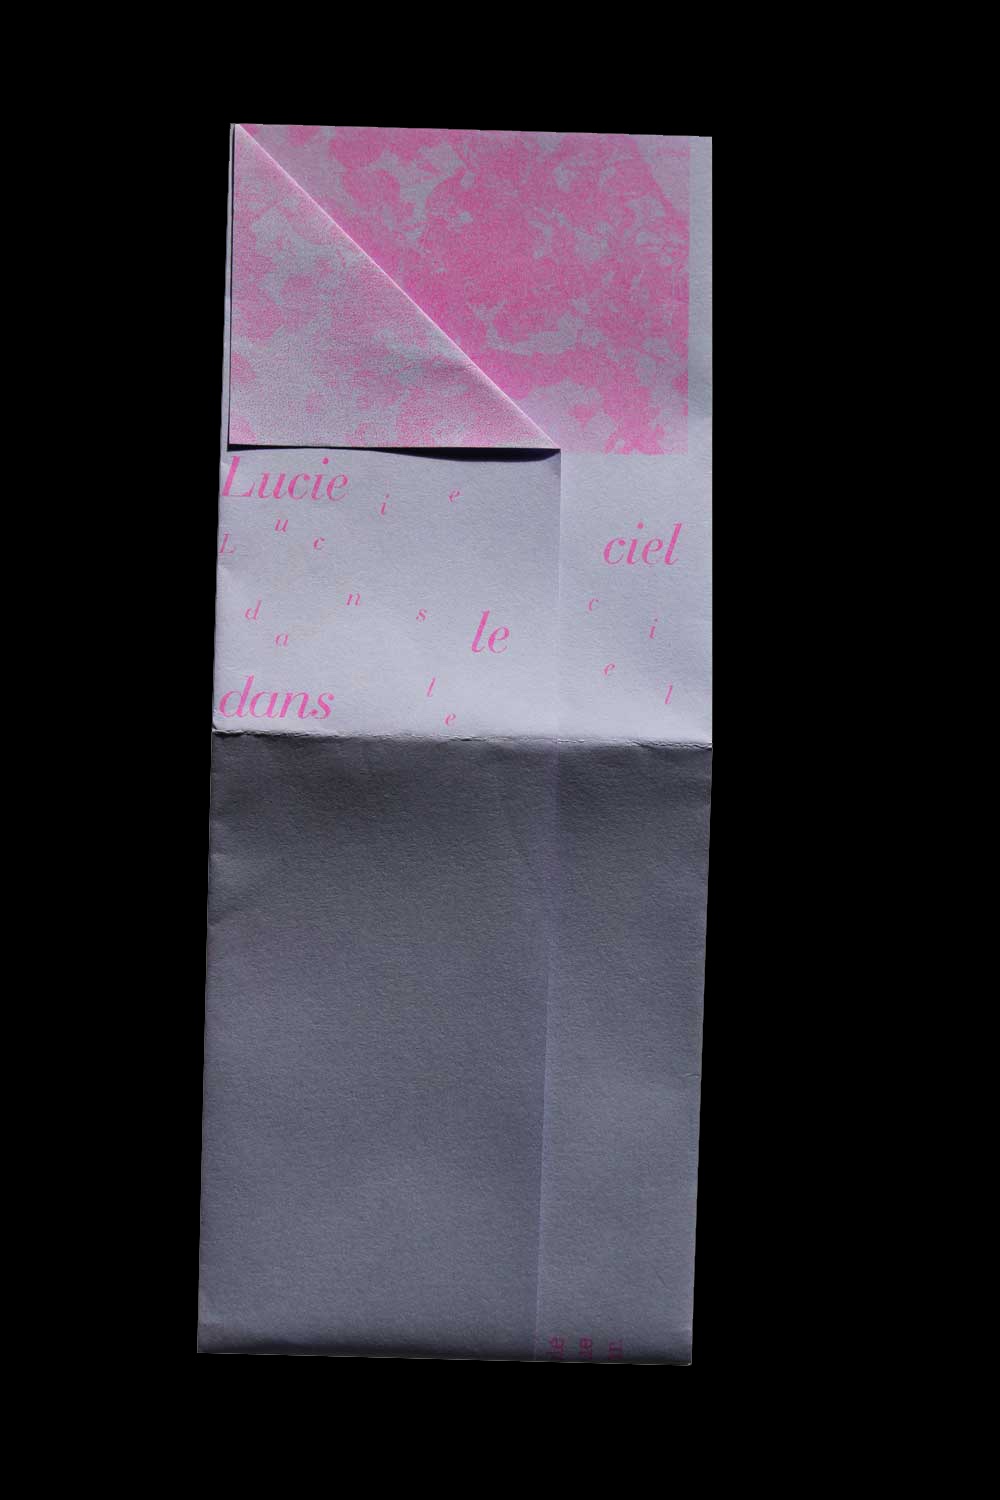 Lucie
L u c i e
ciel
d a n s
le
c i e l
dans
l e